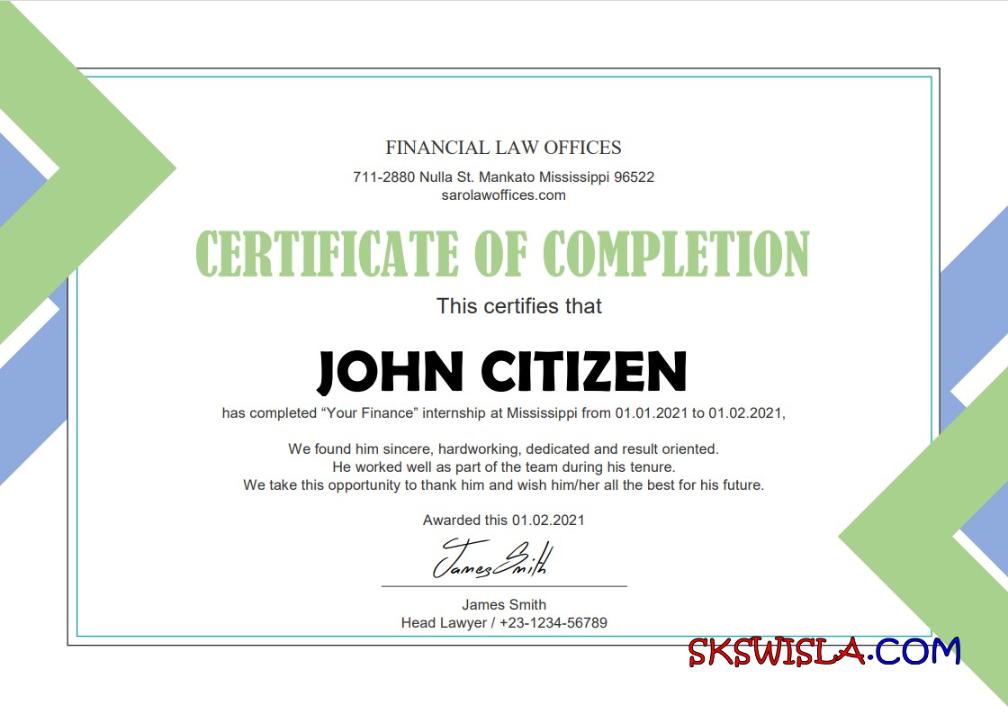 FINANCIAL LAW OFFICES
711-2880 Nulla St. Mankato Mississippi 96522
sarolawoffices.com
CERTIFICATE OF COMPLETION
This certifies that
JOHN CITIZEN
has completed “Your Finance” internship at Mississippi from 01.01.2021 to 01.02.2021,
We found him sincere, hardworking, dedicated and result oriented.
He worked well as part of the team during his tenure.
We take this opportunity to thank him and wish him/her all the best for his future.
Awarded this 01.02.2021
James Smith
James Smith
Head Lawyer / +23-1234-56789
SKSWISLA.COM